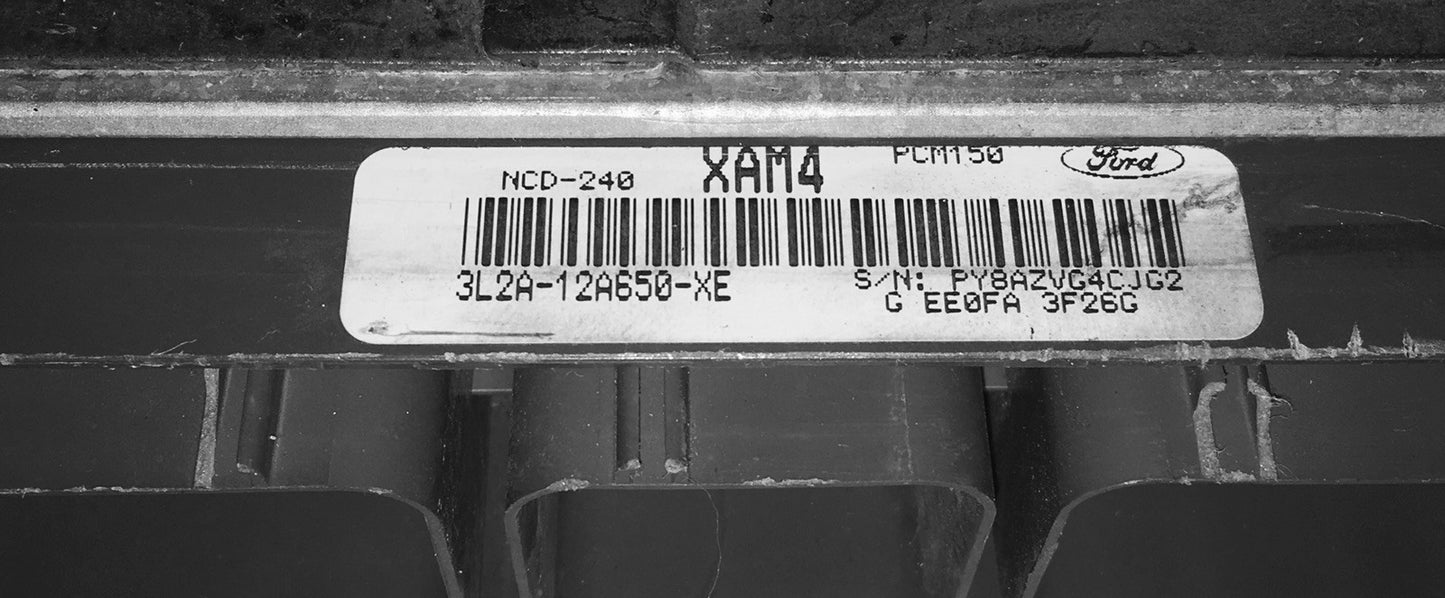 NCD-240 XAM4 PCM150 Ford
3L2A-12A650-XE S/N: PY8AZVG4CJG2
G EE0FA 3F26G